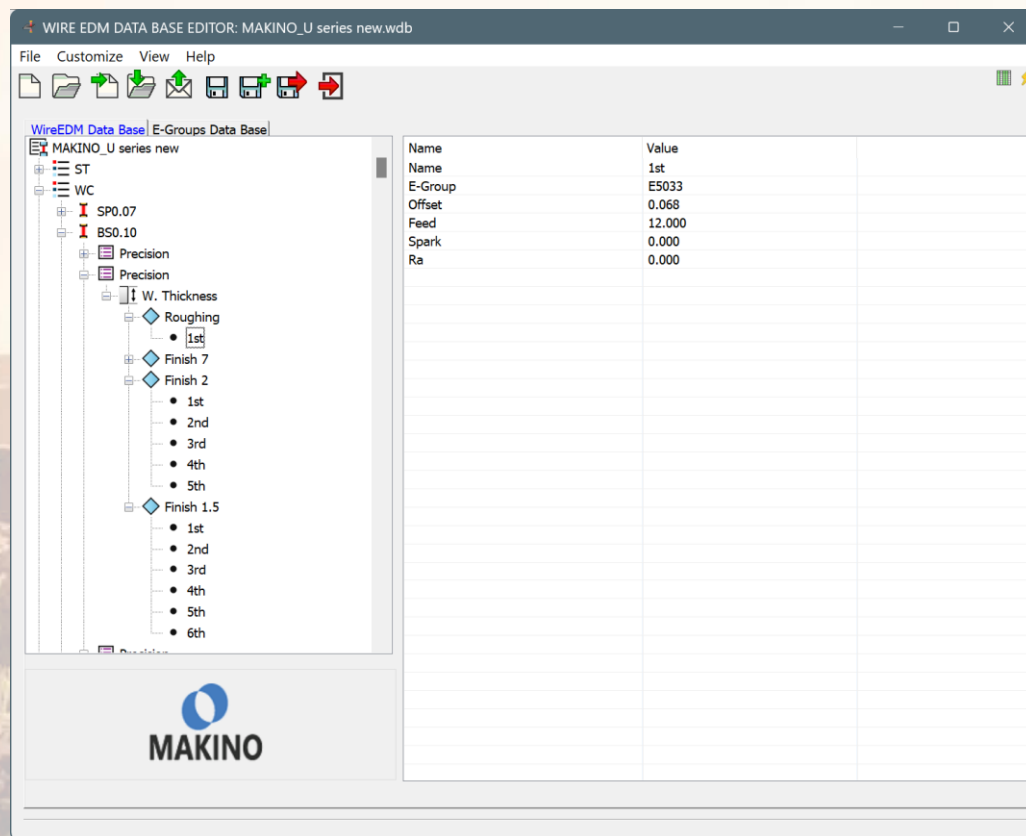 WIRE EDM DATA BASE EDITOR: MAKINO_U series new.wdb
File Customize View Help
WireEDM Data Base E-Groups Data Base
MAKINO_U series new
ST
WC
SP0.07
BS0.10
Precision
Precision
W. Thickness
Roughing
1st
Finish 7
Finish 2
1st
2nd
3rd
4th
5th
Finish 1.5
1st
2nd
3rd
4th
5th
6th
Precision
Name Value
Name 1st
E-Group E5033
Offset 0.068
Feed 12.000
Spark 0.000
Ra 0.000
MAKINO